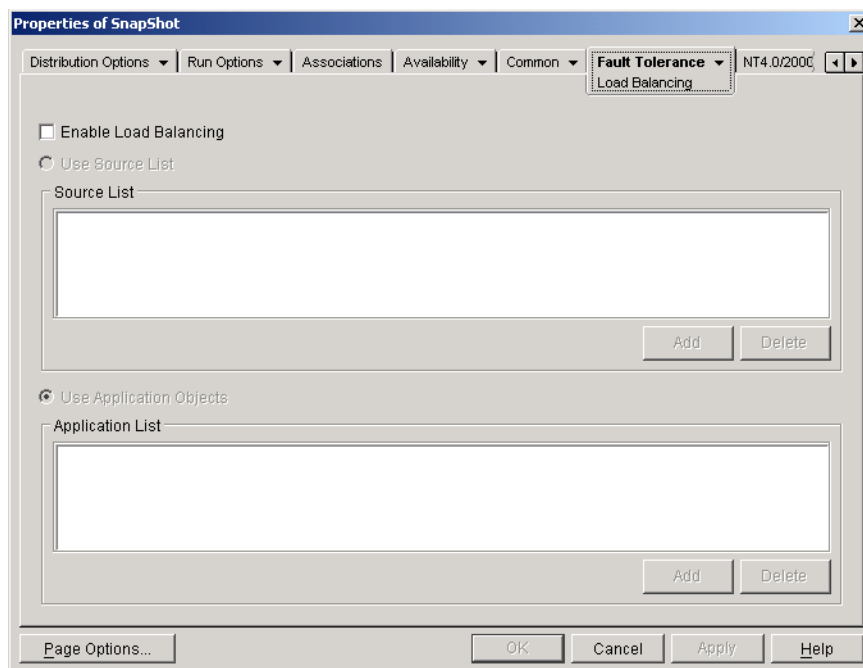 Properties of SnapShot
Distribution Options Run Options Associations Availability Common Fault Tolerance NT4.0/2000
Load Balancing
Enable Load Balancing
Use Source List
Source List
Add Delete
Use Application Objects
Application List
Add Delete
Page Options... OK Cancel Apply Help